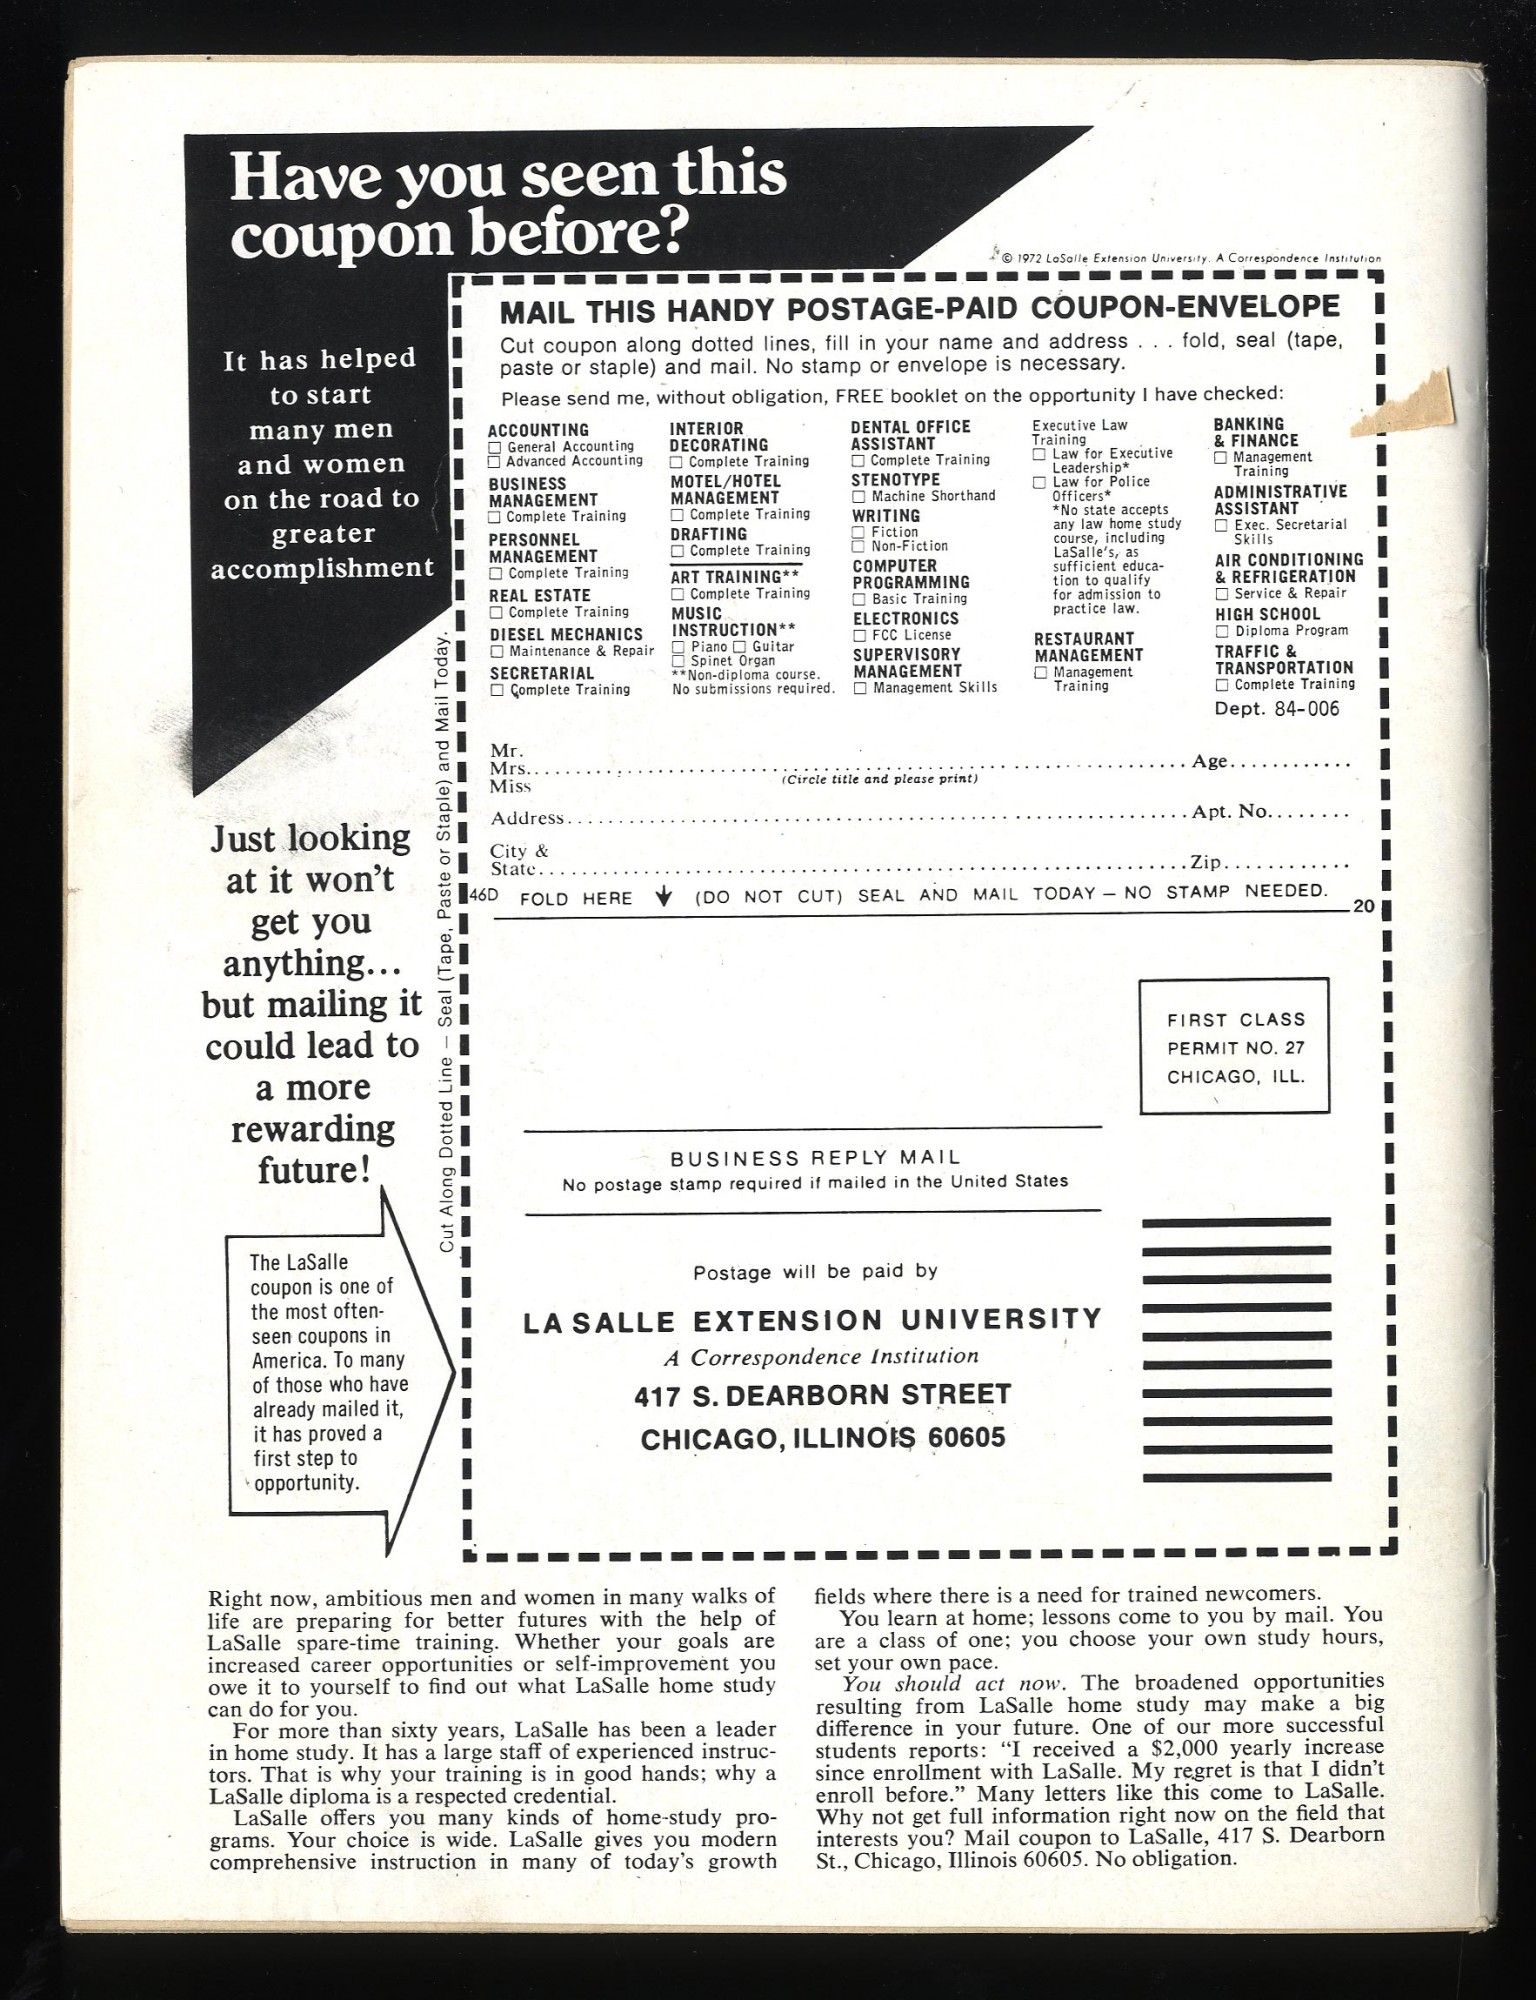 Have you seen this
coupon before?
© 1972 LaSalle Extension University. A Correspondence Institution
It has helped
to start
many men
and women
on the road to
greater
accomplishment
Just looking
at it won't
get you
anything...
but mailing it
could lead to
a more
rewarding
future!
The LaSalle
coupon is one of
the most often-
seen coupons in
America. To many
of those who have
already mailed it,
it has proved a
first step to
opportunity.
Cut Along Dotted Line – Seal (Tape, Paste or Staple) and Mail Today.
MAIL THIS HANDY POSTAGE-PAID COUPON-ENVELOPE
Cut coupon along dotted lines, fill in your name and address . . . fold, seal (tape,
paste or staple) and mail. No stamp or envelope is necessary.
Please send me, without obligation, FREE booklet on the opportunity I have checked:
ACCOUNTING
☐ General Accounting
☐ Advanced Accounting
BUSINESS
MANAGEMENT
☐ Complete Training
PERSONNEL
MANAGEMENT
☐ Complete Training
REAL ESTATE
☐ Complete Training
DIESEL MECHANICS
☐ Maintenance & Repair
SECRETARIAL
☐ Complete Training
INTERIOR
DECORATING
☐ Complete Training
MOTEL/HOTEL
MANAGEMENT
☐ Complete Training
DRAFTING
☐ Complete Training
ART TRAINING**
☐ Complete Training
MUSIC
INSTRUCTION**
☐ Piano ☐ Guitar
☐ Spinet Organ
**Non-diploma course.
No submissions required.
DENTAL OFFICE
ASSISTANT
☐ Complete Training
STENOTYPE
☐ Machine Shorthand
WRITING
☐ Fiction
☐ Non-Fiction
COMPUTER
PROGRAMMING
☐ Basic Training
ELECTRONICS
☐ FCC License
SUPERVISORY
MANAGEMENT
☐ Management Skills
Executive Law
Training
☐ Law for Executive
Leadership*
☐ Law for Police
Officers*
*No state accepts
any law home study
course, including
LaSalle's, as
sufficient educa-
tion to qualify
for admission to
practice law.
RESTAURANT
MANAGEMENT
☐ Management
Training
BANKING
& FINANCE
☐ Management
Training
ADMINISTRATIVE
ASSISTANT
☐ Exec. Secretarial
Skills
AIR CONDITIONING
& REFRIGERATION
☐ Service & Repair
HIGH SCHOOL
☐ Diploma Program
TRAFFIC &
TRANSPORTATION
☐ Complete Training
Dept. 84-006
Mr.
Mrs. Age
Miss (Circle title and please print)
Address Apt. No.
City &
State Zip
46D FOLD HERE ↓ (DO NOT CUT) SEAL AND MAIL TODAY – NO STAMP NEEDED.
20
FIRST CLASS
PERMIT NO. 27
CHICAGO, ILL.
BUSINESS REPLY MAIL
No postage stamp required if mailed in the United States
Postage will be paid by
LA SALLE EXTENSION UNIVERSITY
A Correspondence Institution
417 S. DEARBORN STREET
CHICAGO, ILLINOIS 60605
Right now, ambitious men and women in many walks of
life are preparing for better futures with the help of
LaSalle spare-time training. Whether your goals are
increased career opportunities or self-improvement you
owe it to yourself to find out what LaSalle home study
can do for you.
For more than sixty years, LaSalle has been a leader
in home study. It has a large staff of experienced instruc-
tors. That is why your training is in good hands; why a
LaSalle diploma is a respected credential.
LaSalle offers you many kinds of home-study pro-
grams. Your choice is wide. LaSalle gives you modern
comprehensive instruction in many of today's growth
fields where there is a need for trained newcomers.
You learn at home; lessons come to you by mail. You
are a class of one; you choose your own study hours,
set your own pace.
You should act now. The broadened opportunities
resulting from LaSalle home study may make a big
difference in your future. One of our more successful
students reports: “I received a $2,000 yearly increase
since enrollment with LaSalle. My regret is that I didn't
enroll before.” Many letters like this come to LaSalle.
Why not get full information right now on the field that
interests you? Mail coupon to LaSalle, 417 S. Dearborn
St., Chicago, Illinois 60605. No obligation.